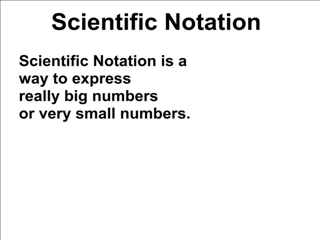 Scientific Notation
Scientific Notation is a
way to express
really big numbers
or very small numbers.